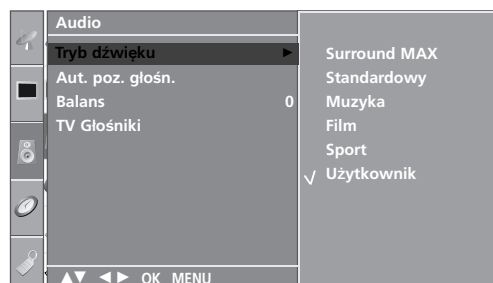 Audio
Tryb dźwięku ►
Aut. poz. głośn.
Balans 0
TV Głośniki
▲▼ ◄► OK MENU
Surround MAX
Standardowy
Muzyka
Film
Sport
√ Użytkownik